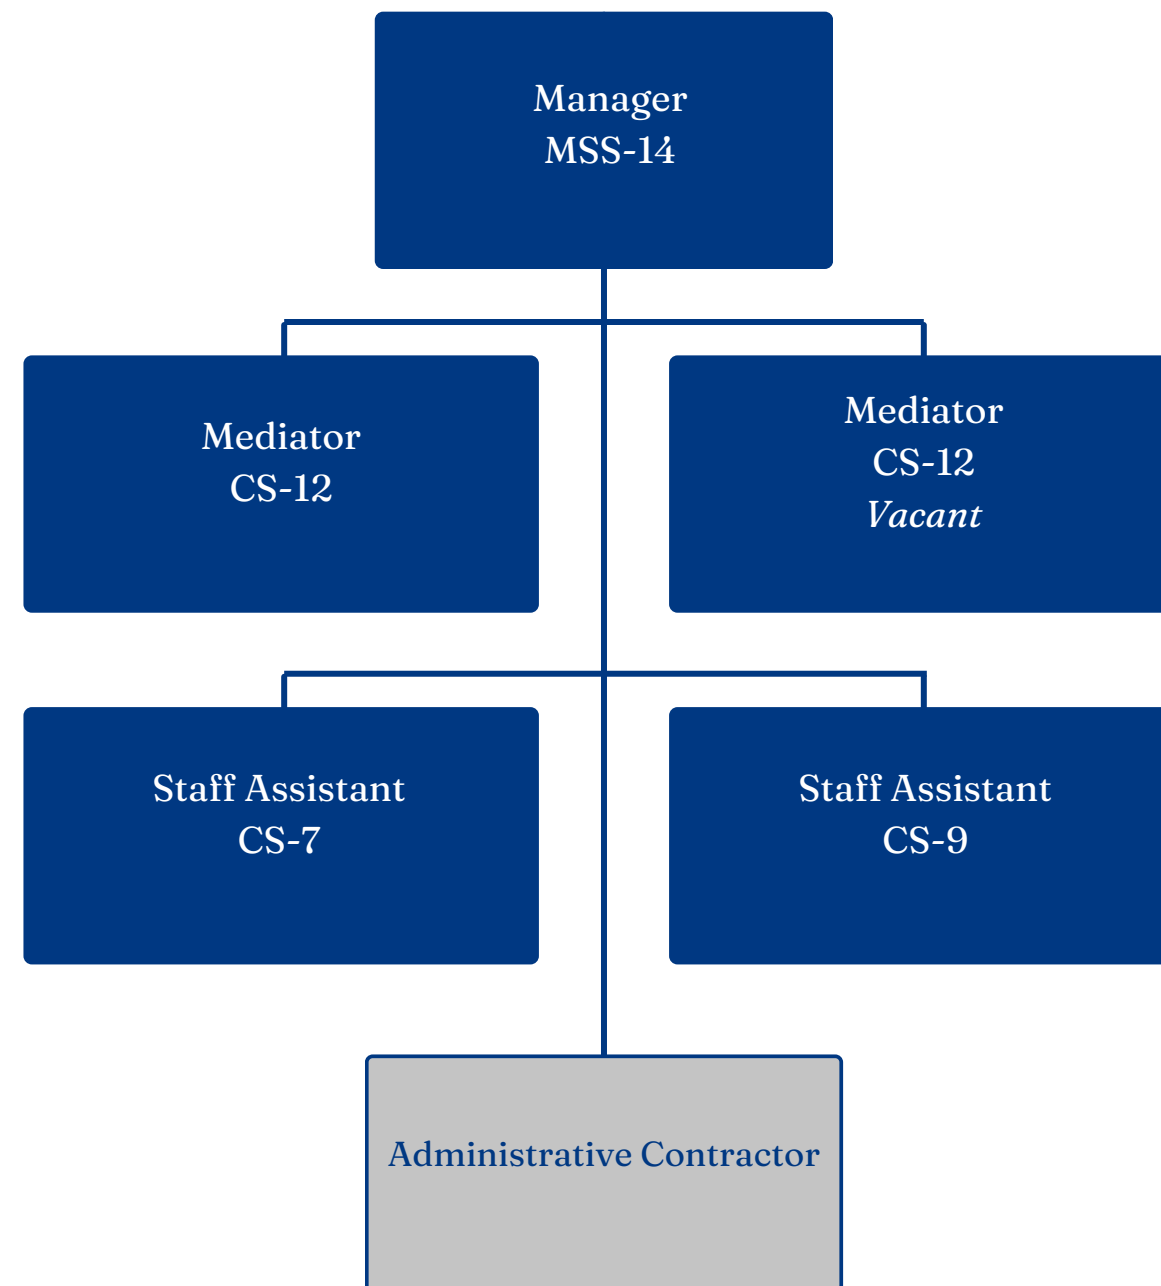 Manager
MSS-14
Mediator
CS-12
Mediator
CS-12
Vacant
Staff Assistant
CS-7
Staff Assistant
CS-9
Administrative Contractor